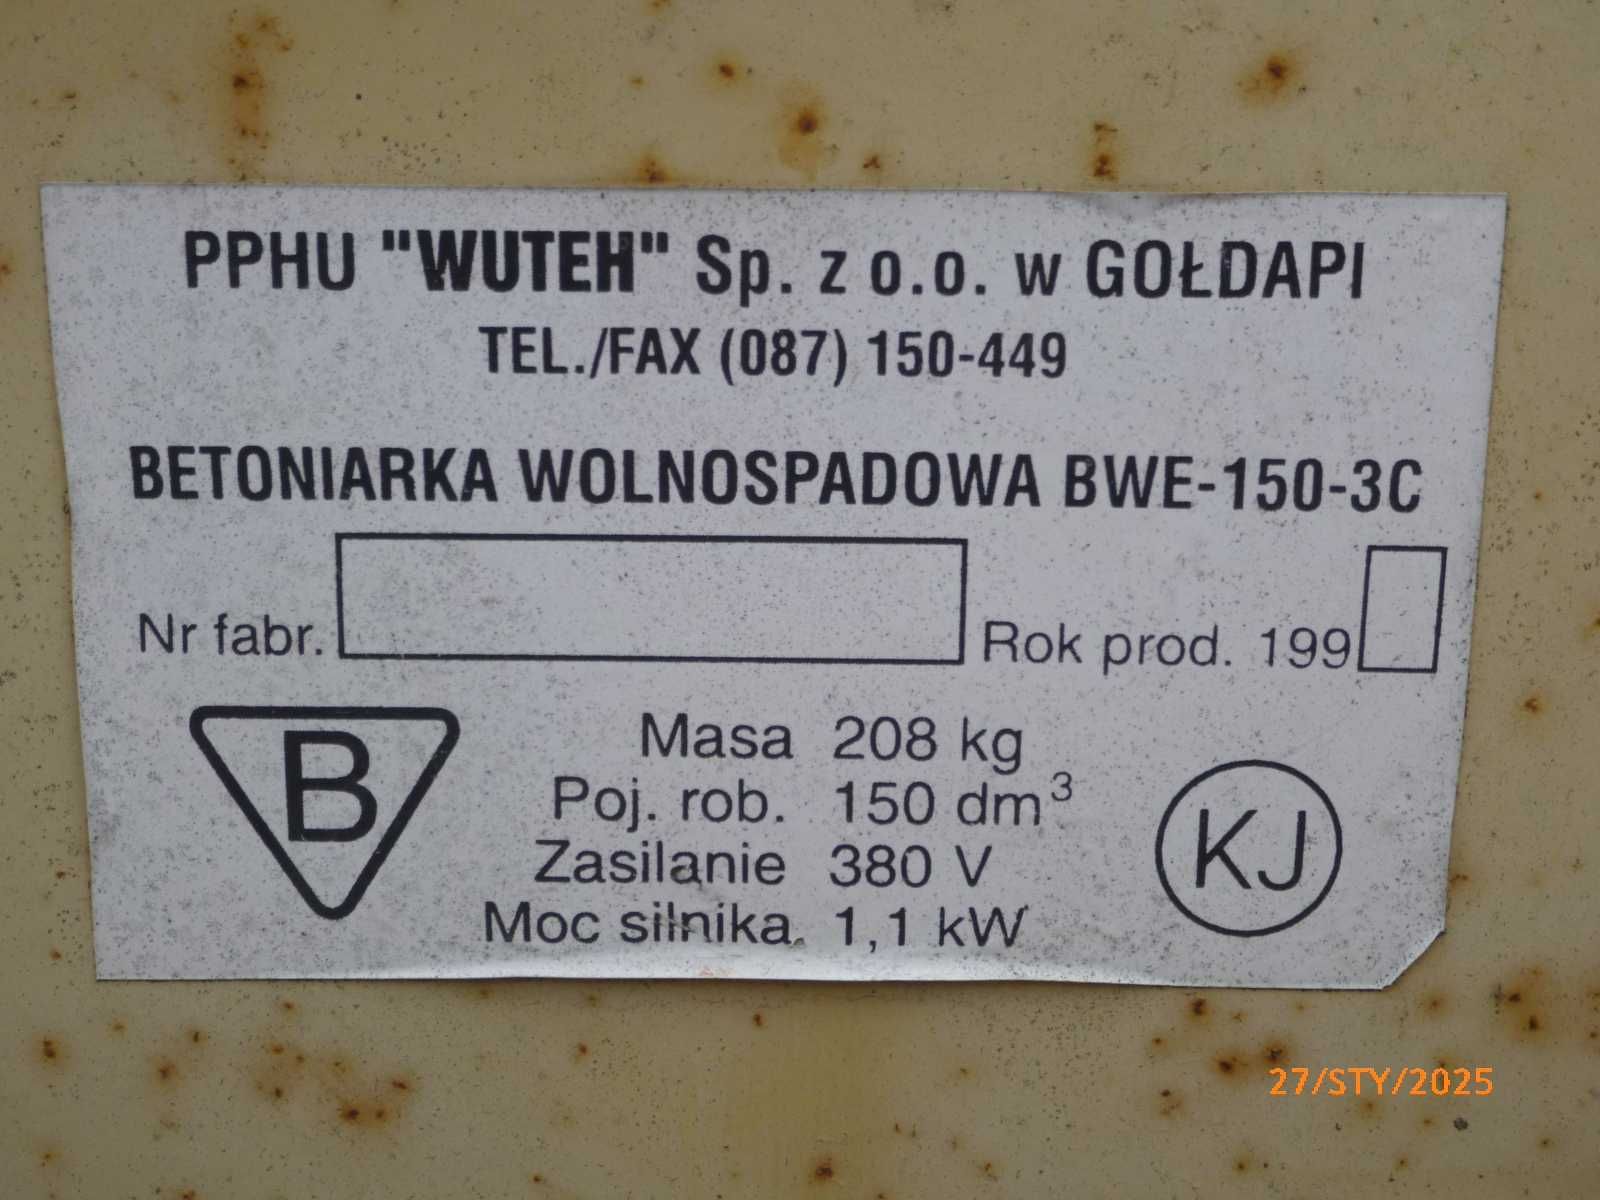 PPHU "WUTEH" Sp. z o.o. w GOŁDAPI
TEL./FAX (087) 150-449
BETONIARKA WOLNOSPADOWA BWE-150-3C
Nr fabr. Rok prod. 199
B
Masa 208 kg
Poj. rob. 150 dm³
Zasilanie 380 V
Moc silnika 1,1 kW
KJ
27/STY/2025